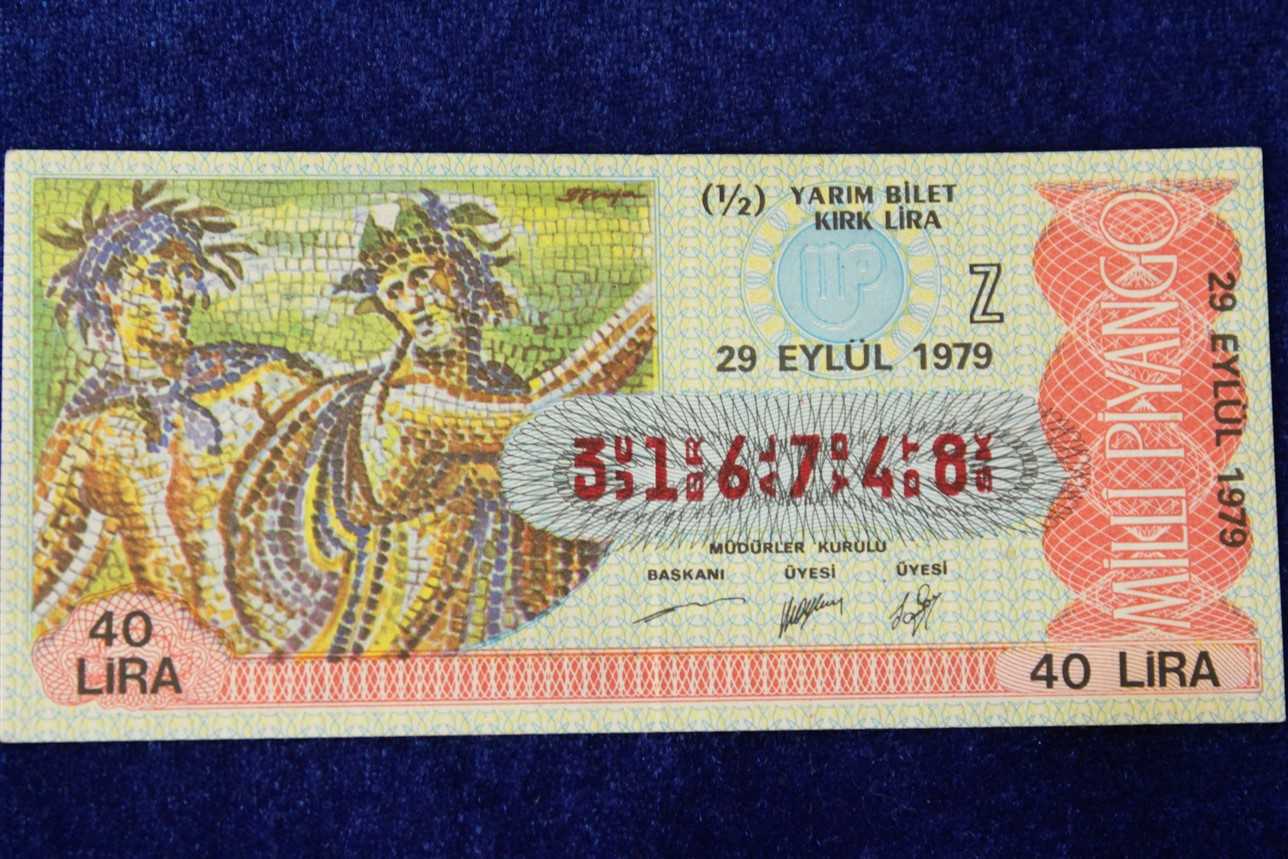 (½) YARIM BİLET
KIRK LİRA
Z
29 EYLÜL 1979
316748
MÜDÜRLER KURULU
BAŞKANI ÜYESİ ÜYESİ
40
LİRA
40 LİRA
MİLLİ PİYANGO
29 EYLÜL 1979